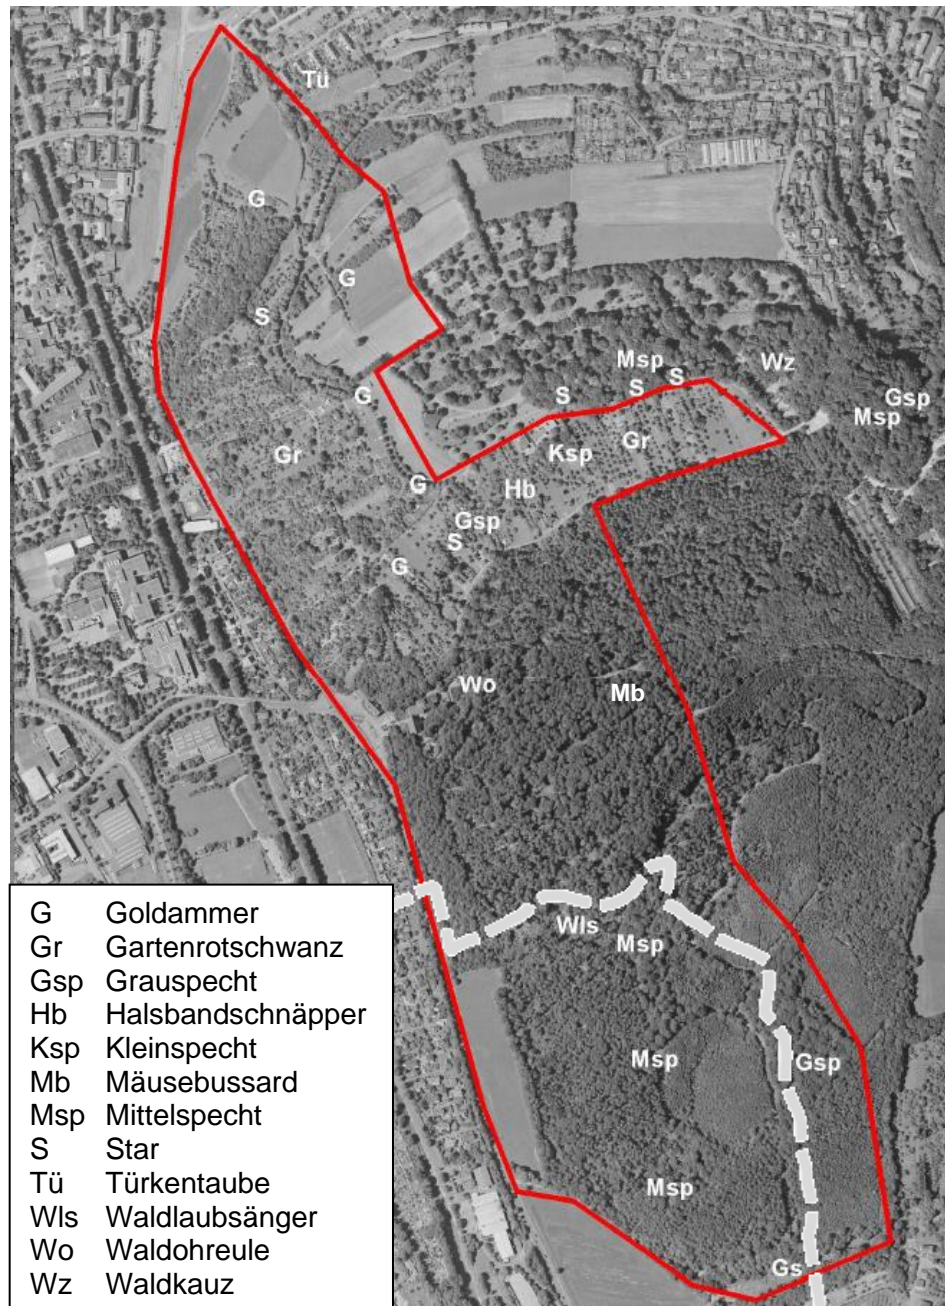 Tü
G
G
S
Msp
Wz
S
S
S
G
Gsp
Msp
Gr
Gr
Ksp
G
Hb
Gsp
S
G
Wo
Mb
Wls
Msp
Msp
Gsp
Msp
Gs
G Goldammer
Gr Gartenrotschwanz
Gsp Grauspecht
Hb Halsbandschnäpper
Ksp Kleinspecht
Mb Mäusebussard
Msp Mittelspecht
S Star
Tü Türkentaube
Wls Waldlaubsänger
Wo Waldohreule
Wz Waldkauz